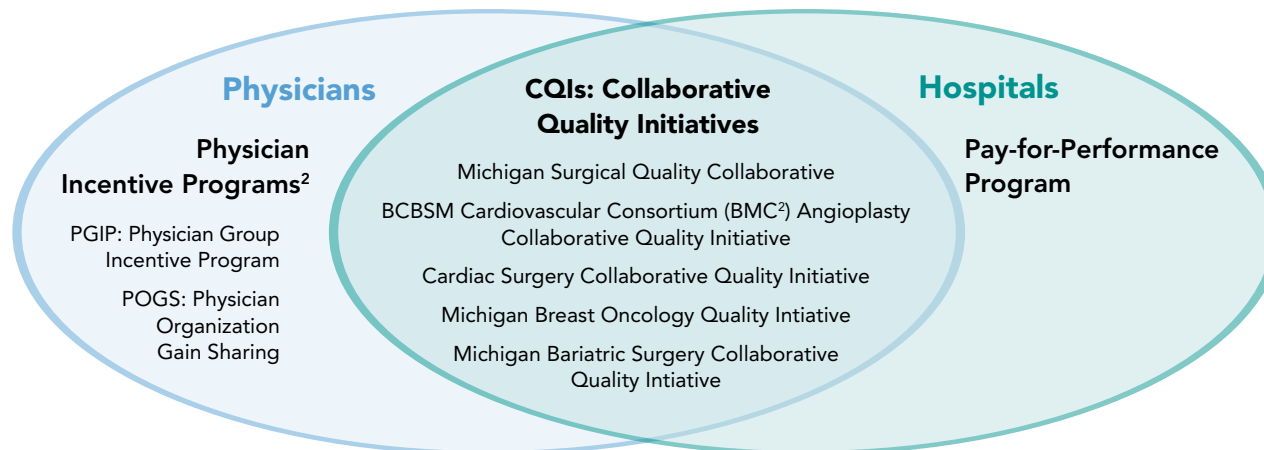 Physicians
Physician
Incentive Programs²
PGIP: Physician Group
Incentive Program
POGS: Physician
Organization
Gain Sharing
CQIs: Collaborative
Quality Initiatives
Michigan Surgical Quality Collaborative
BCBSM Cardiovascular Consortium (BMC²) Angioplasty
Collaborative Quality Initiative
Cardiac Surgery Collaborative Quality Initiative
Michigan Breast Oncology Quality Intiative
Michigan Bariatric Surgery Collaborative
Quality Intiative
Hospitals
Pay-for-Performance
Program